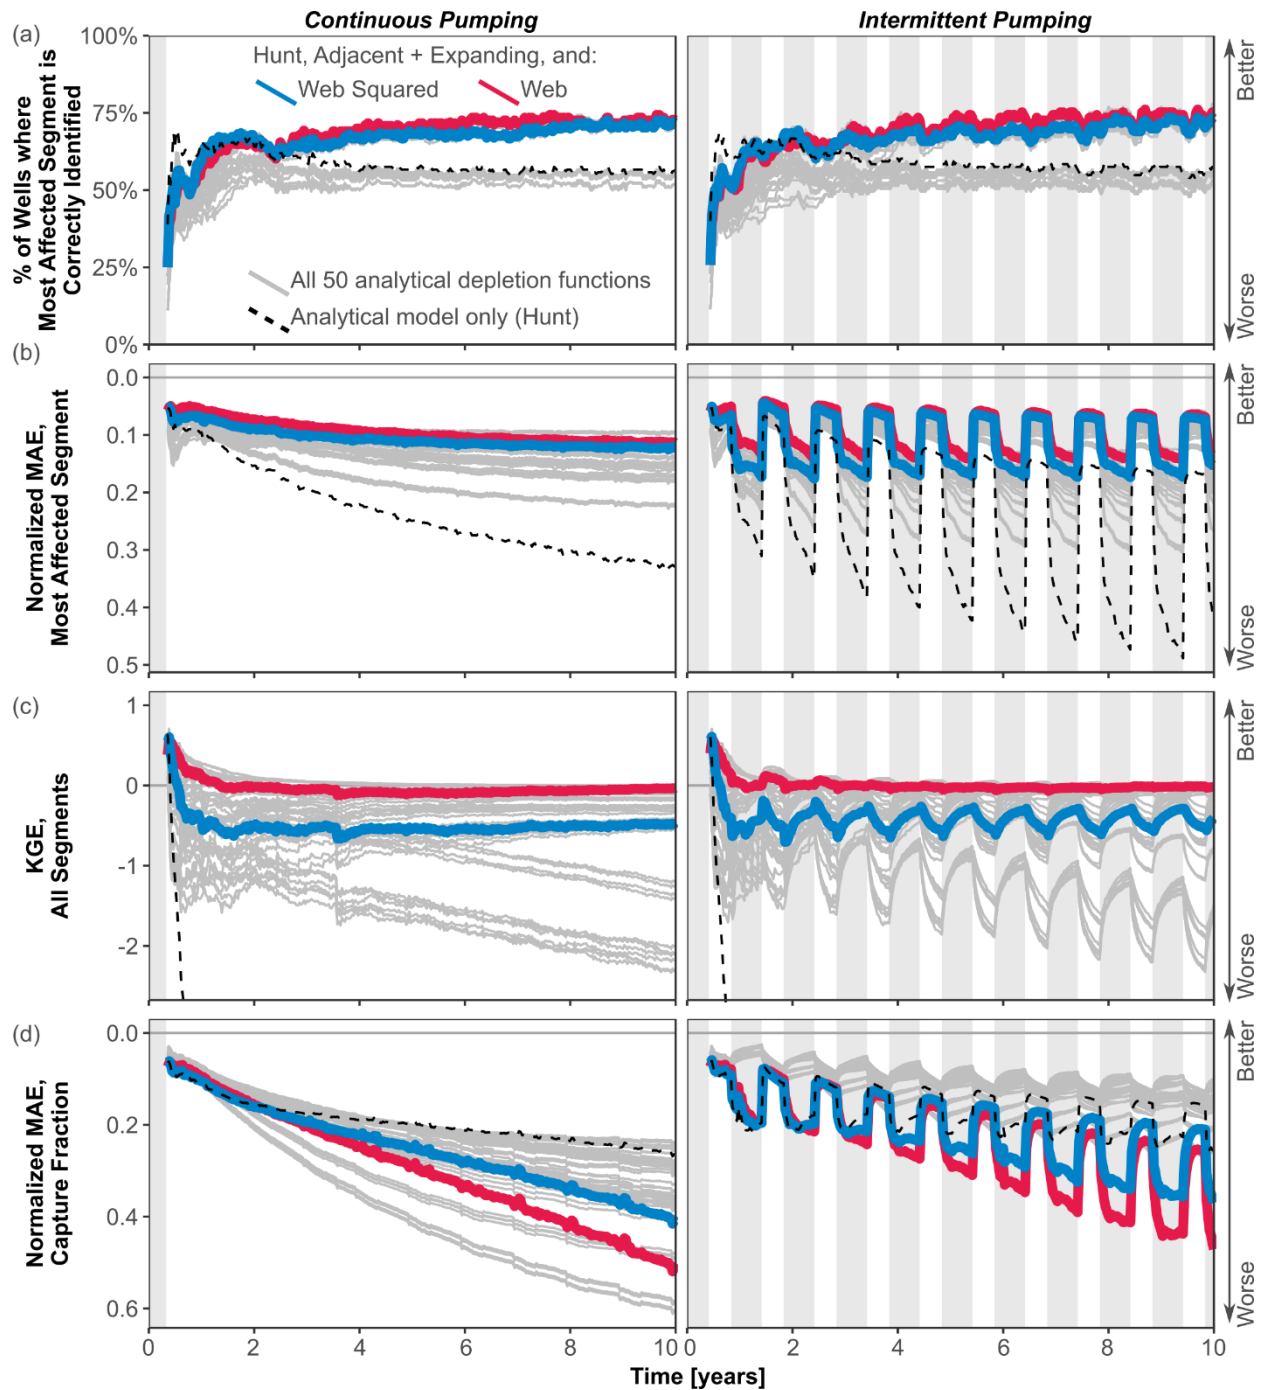 Continuous Pumping
Intermittent Pumping
(a)
% of Wells where
Most Affected Segment is
Correctly Identified
100%
75%
50%
25%
0%
Hunt, Adjacent + Expanding, and:
Web Squared
Web
All 50 analytical depletion functions
Analytical model only (Hunt)
Better
Worse
(b)
Normalized MAE,
Most Affected Segment
0.0
0.1
0.2
0.3
0.4
0.5
Better
Worse
(c)
KGE,
All Segments
1
0
-1
-2
Better
Worse
(d)
Normalized MAE,
Capture Fraction
0.0
0.2
0.4
0.6
Better
Worse
0 2 4 6 8 10
0 2 4 6 8 10
Time [years]